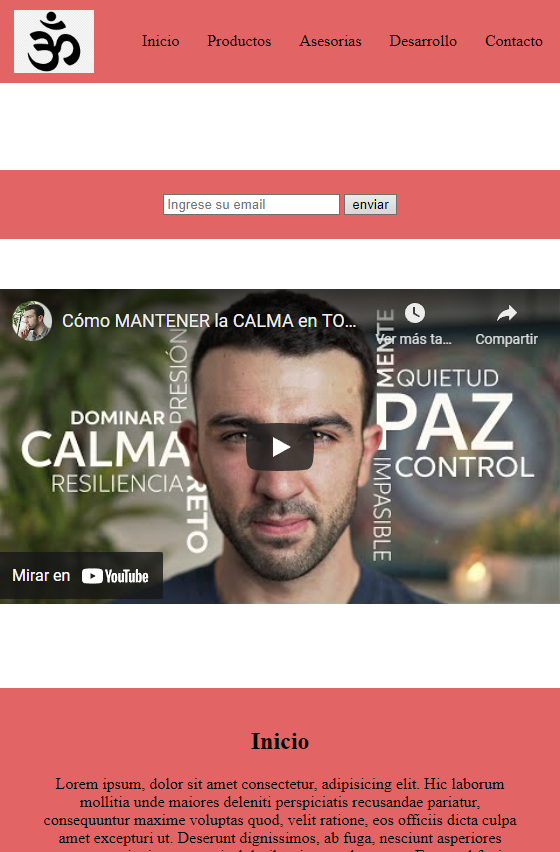 ॐ
Inicio Productos Asesorias Desarrollo Contacto
Ingrese su email enviar
Cómo MANTENER la CALMA en TO...
Ver más ta...
Compartir
PRESIÓN
DOMINAR
CALMA
RESILIENCIA
RETO
MENTE
QUIETUD
PAZ
CONTROL
IMPASIBLE
Mirar en YouTube
Inicio
Lorem ipsum, dolor sit amet consectetur, adipisicing elit. Hic laborum
mollitia unde maiores deleniti perspiciatis recusandae pariatur,
consequuntur maxime voluptas quod, velit ratione, eos officiis dicta culpa
amet excepturi ut. Deserunt dignissimos, ab fuga, nesciunt asperiores